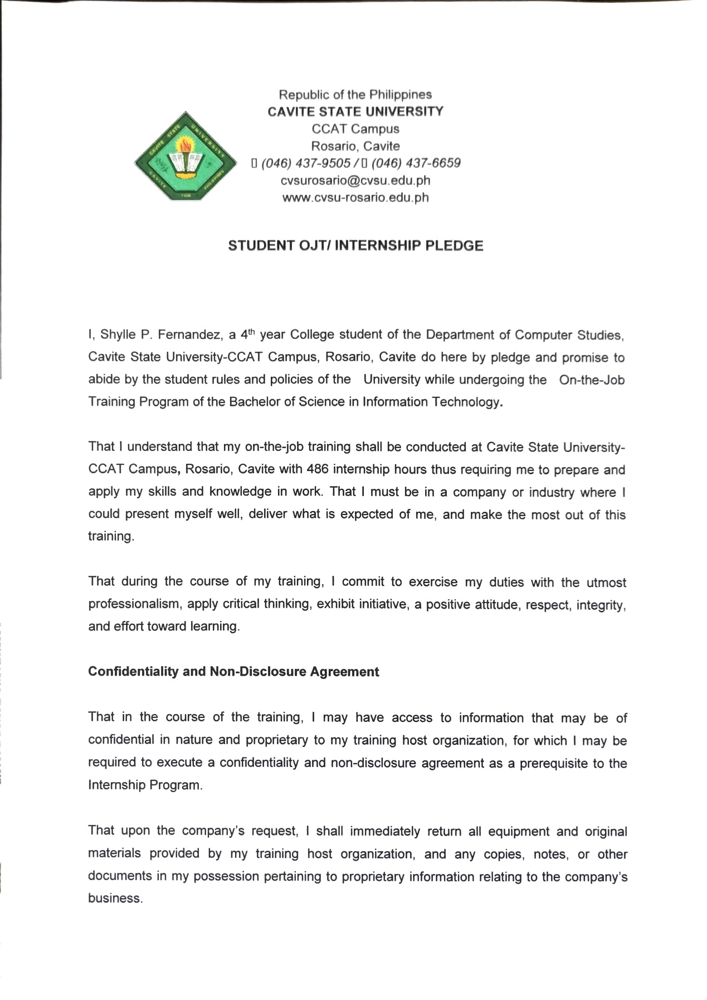 Republic of the Philippines
CAVITE STATE UNIVERSITY
CCAT Campus
Rosario, Cavite
(046) 437-9505 / (046) 437-6659
cvsurosario@cvsu.edu.ph
www.cvsu-rosario.edu.ph
CAVITE STATE UNIVERSITY
CAVITE PHILIPPINES
1906
STUDENT OJT/ INTERNSHIP PLEDGE
I, Shylle P. Fernandez, a 4th year College student of the Department of Computer Studies,
Cavite State University-CCAT Campus, Rosario, Cavite do here by pledge and promise to
abide by the student rules and policies of the University while undergoing the On-the-Job
Training Program of the Bachelor of Science in Information Technology.
That I understand that my on-the-job training shall be conducted at Cavite State University-
CCAT Campus, Rosario, Cavite with 486 internship hours thus requiring me to prepare and
apply my skills and knowledge in work. That I must be in a company or industry where I
could present myself well, deliver what is expected of me, and make the most out of this
training.
That during the course of my training, I commit to exercise my duties with the utmost
professionalism, apply critical thinking, exhibit initiative, a positive attitude, respect, integrity,
and effort toward learning.
Confidentiality and Non-Disclosure Agreement
That in the course of the training, I may have access to information that may be of
confidential in nature and proprietary to my training host organization, for which I may be
required to execute a confidentiality and non-disclosure agreement as a prerequisite to the
Internship Program.
That upon the company's request, I shall immediately return all equipment and original
materials provided by my training host organization, and any copies, notes, or other
documents in my possession pertaining to proprietary information relating to the company's
business.